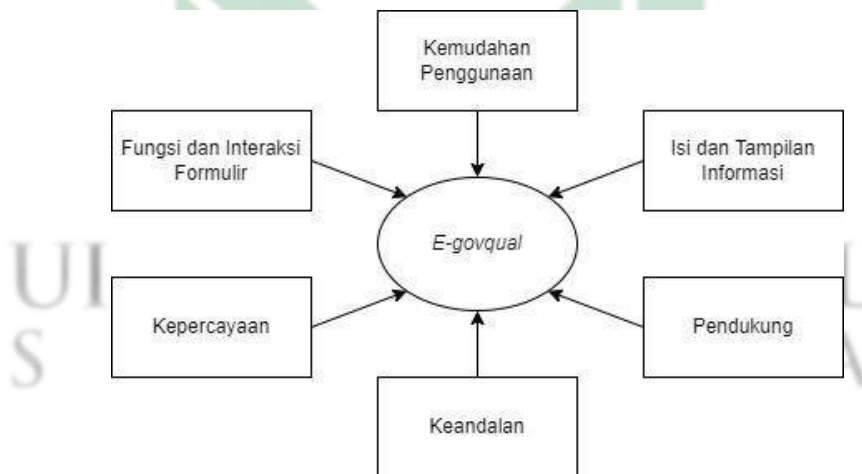 Kemudahan
Penggunaan
Fungsi dan Interaksi
Formulir
Isi dan Tampilan
Informasi
E-govqual
Kepercayaan
Pendukung
Keandalan